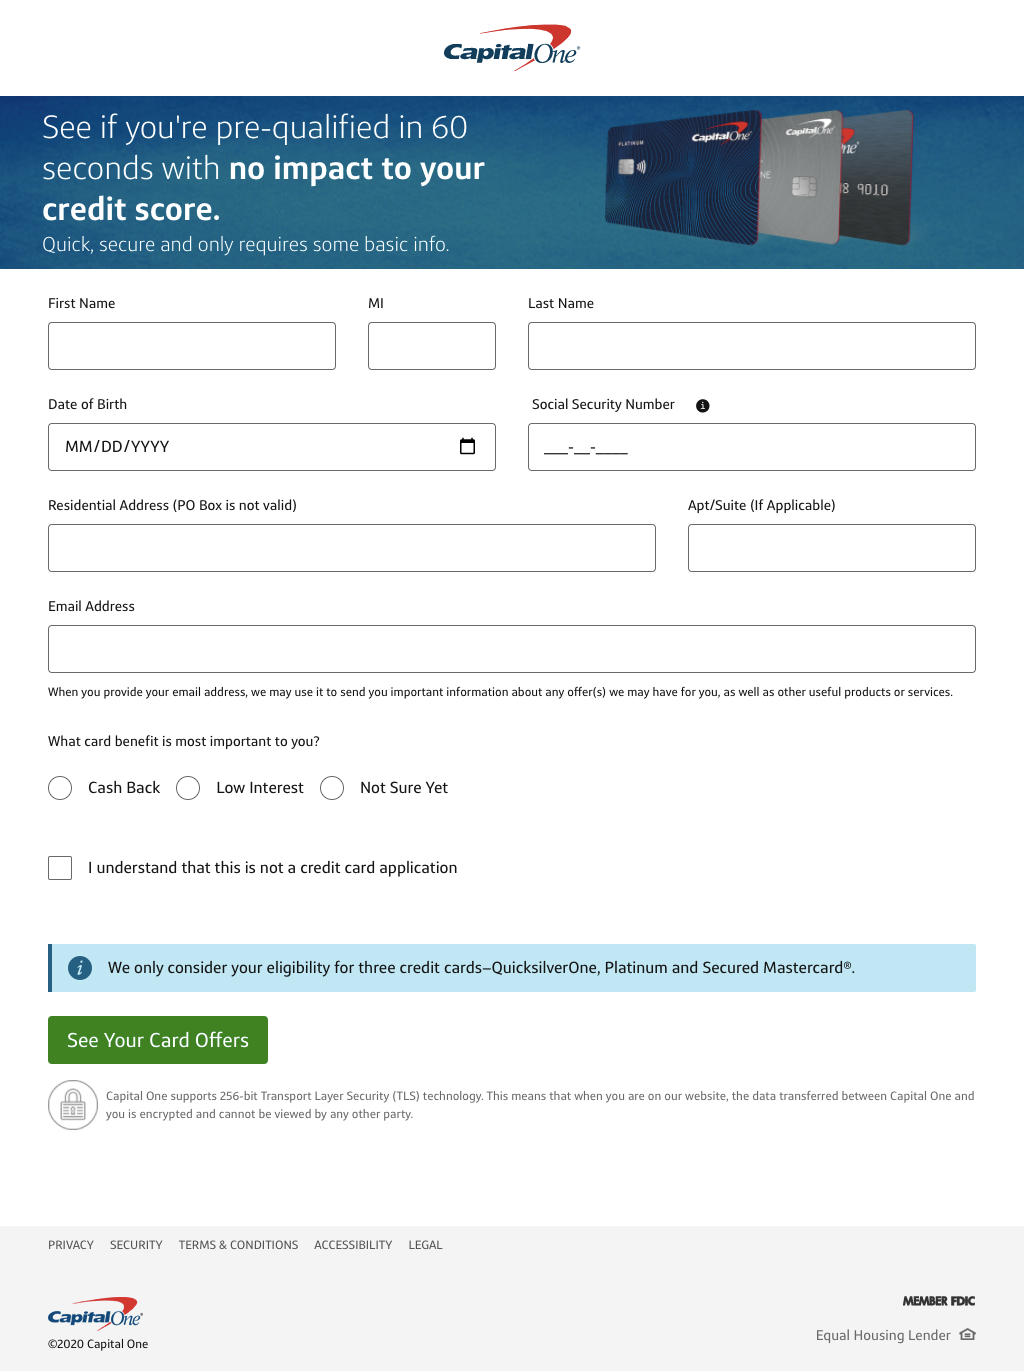 CapitalOne®
See if you're pre-qualified in 60
seconds with no impact to your
credit score.
Quick, secure and only requires some basic info.
PLATINUM
CapitalOne®
CapitalOne®
9010
First Name
MI
Last Name
Date of Birth
Social Security Number
MM/DD/YYYY
___-__-____
Residential Address (PO Box is not valid)
Apt/Suite (If Applicable)
Email Address
When you provide your email address, we may use it to send you important information about any offer(s) we may have for you, as well as other useful products or services.
What card benefit is most important to you?
Cash Back
Low Interest
Not Sure Yet
I understand that this is not a credit card application
We only consider your eligibility for three credit cards–QuicksilverOne, Platinum and Secured Mastercard®.
See Your Card Offers
Capital One supports 256-bit Transport Layer Security (TLS) technology. This means that when you are on our website, the data transferred between Capital One and
you is encrypted and cannot be viewed by any other party.
PRIVACY SECURITY TERMS & CONDITIONS ACCESSIBILITY LEGAL
CapitalOne®
©2020 Capital One
MEMBER FDIC
Equal Housing Lender